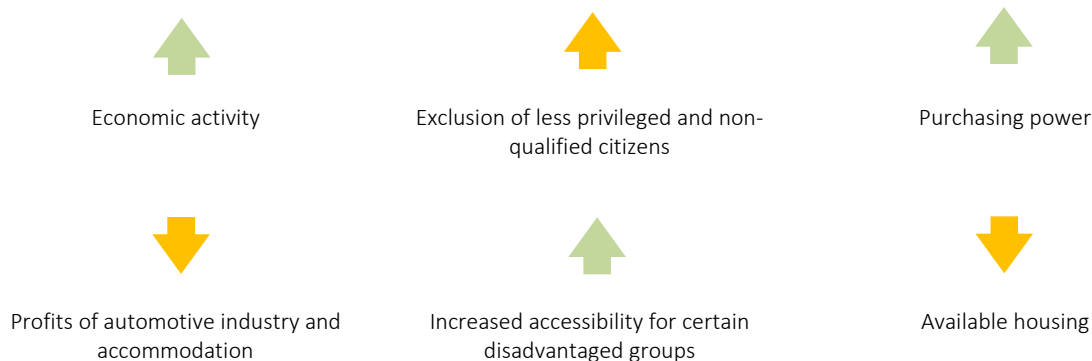 Economic activity
Exclusion of less privileged and non-
qualified citizens
Purchasing power
Profits of automotive industry and
accommodation
Increased accessibility for certain
disadvantaged groups
Available housing